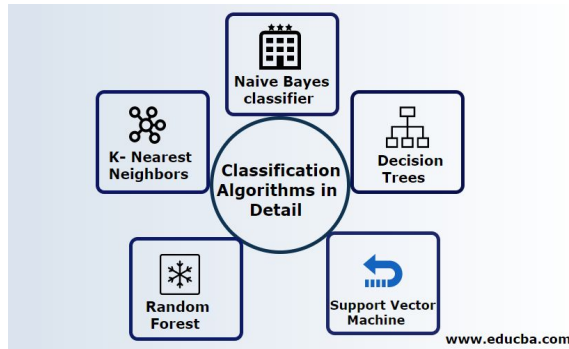 Naive Bayes
classifier
K- Nearest
Neighbors
Decision
Trees
Classification
Algorithms in
Detail
Random
Forest
Support Vector
Machine
www.educba.com